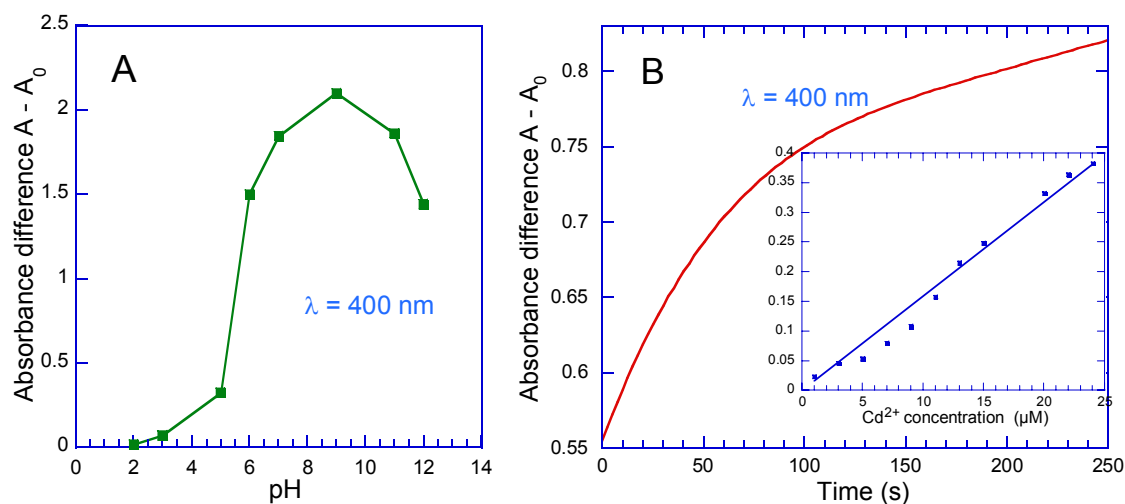 A
Absorbance difference A - A₀
2.5
2
1.5
1
0.5
0
λ = 400 nm
0 2 4 6 8 10 12 14
pH
B
Absorbance difference A - A₀
0.8
0.75
0.7
0.65
0.6
0.55
λ = 400 nm
0.4
0.35
0.30
0.25
0.2
0.15
0.1
0.05
0
0 5 10 15 20 25
Cd²⁺ concentration (μM)
0 50 100 150 200 250
Time (s)